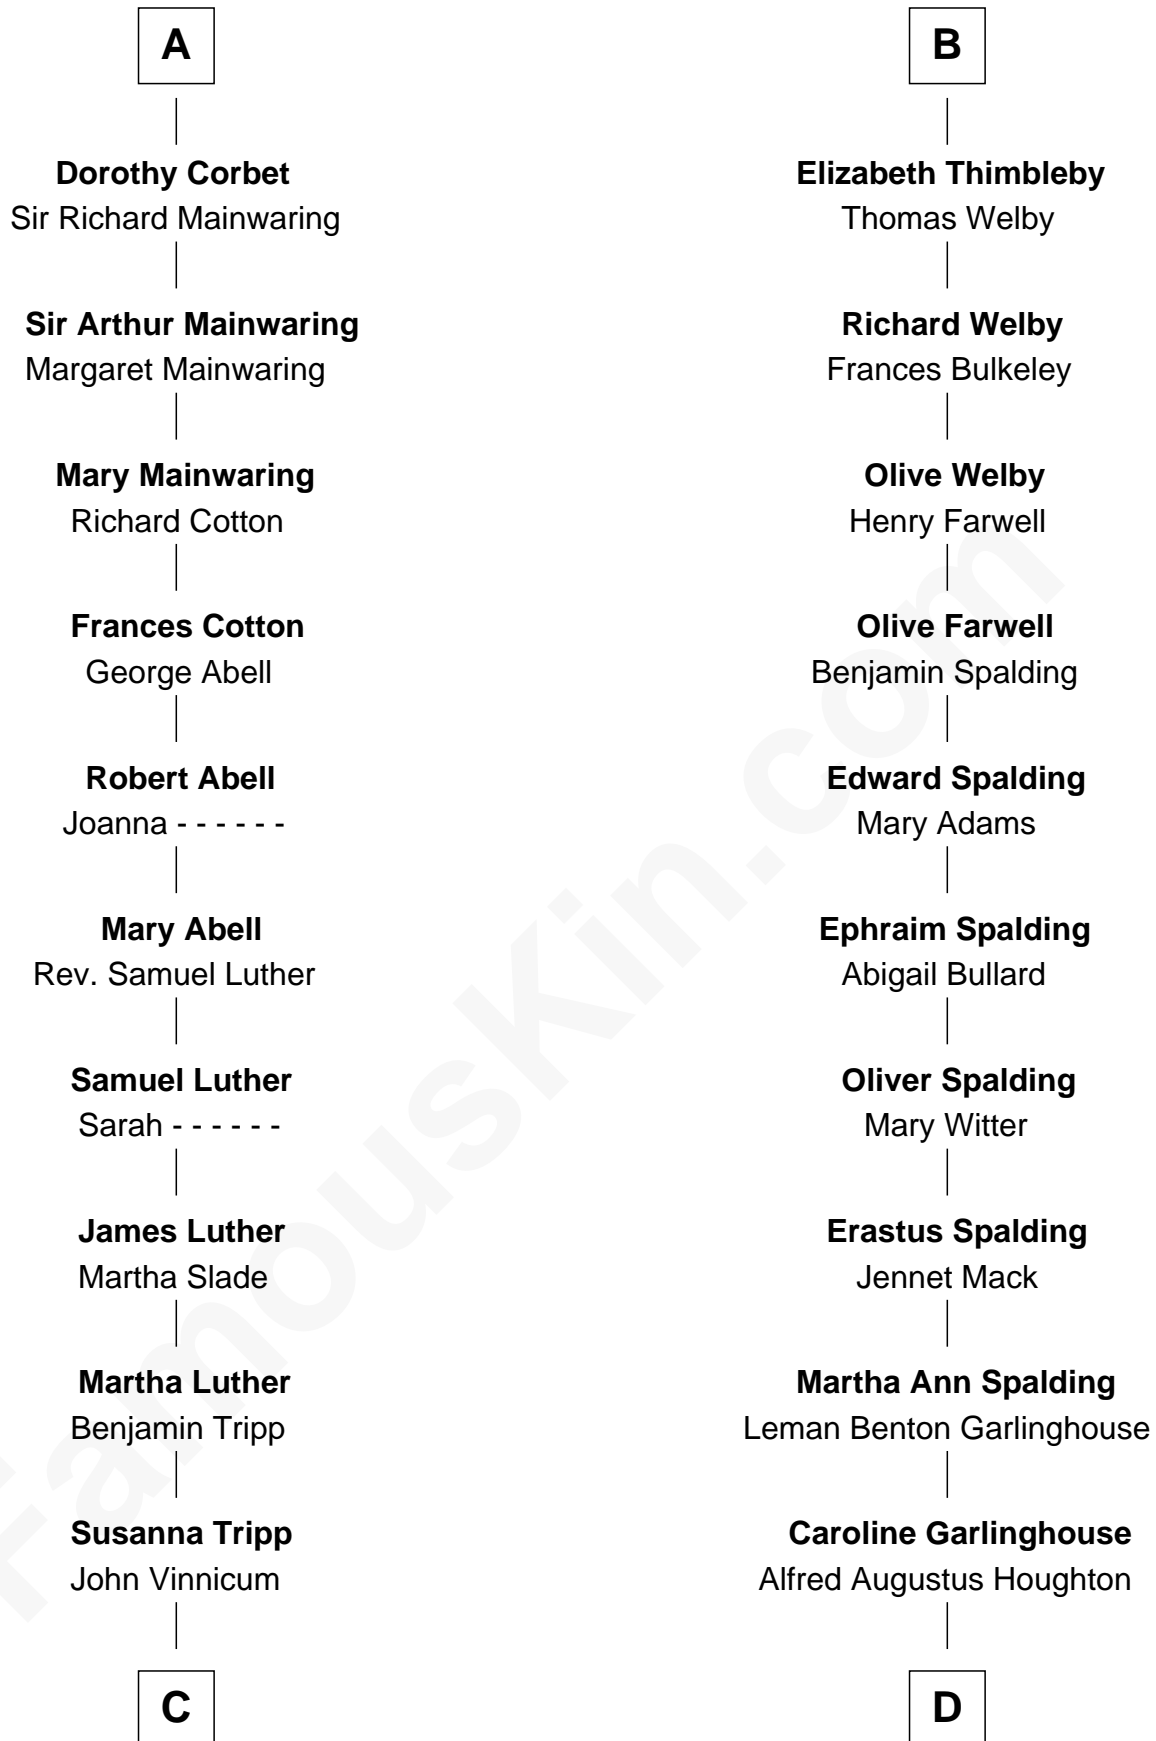 A
Dorothy Corbet
Sir Richard Mainwaring
Sir Arthur Mainwaring
Margaret Mainwaring
Mary Mainwaring
Richard Cotton
Frances Cotton
George Abell
Robert Abell
Joanna - - - - - -
Mary Abell
Rev. Samuel Luther
Samuel Luther
Sarah - - - - - -
James Luther
Martha Slade
Martha Luther
Benjamin Tripp
Susanna Tripp
John Vinnicum
C
B
Elizabeth Thimbleby
Thomas Welby
Richard Welby
Frances Bulkeley
Olive Welby
Henry Farwell
Olive Farwell
Benjamin Spalding
Edward Spalding
Mary Adams
Ephraim Spalding
Abigail Bullard
Oliver Spalding
Mary Witter
Erastus Spalding
Jennet Mack
Martha Ann Spalding
Leman Benton Garlinghouse
Caroline Garlinghouse
Alfred Augustus Houghton
D
FamousKin.com